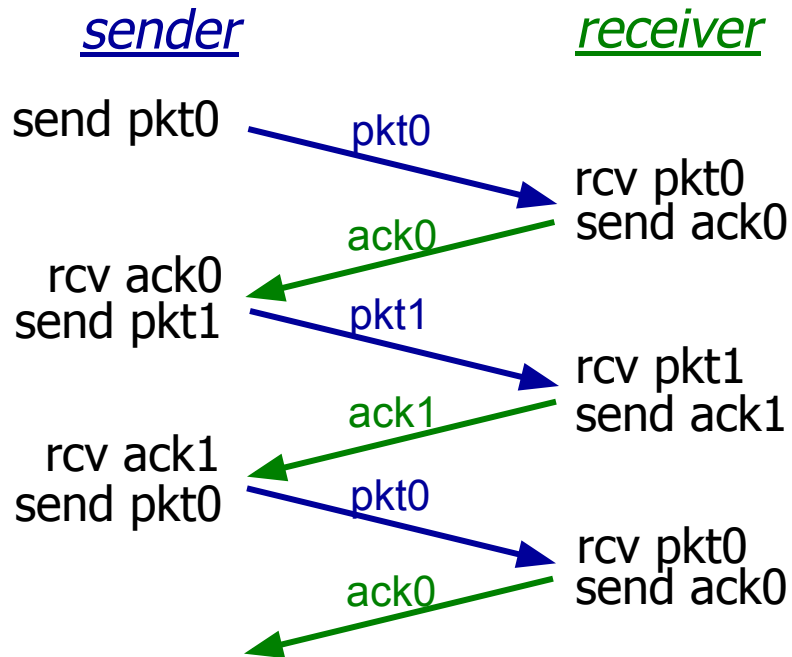 sender
receiver
send pkt0
pkt0
rcv pkt0
send ack0
ack0
rcv ack0
send pkt1
pkt1
rcv pkt1
send ack1
ack1
rcv ack1
send pkt0
pkt0
rcv pkt0
send ack0
ack0